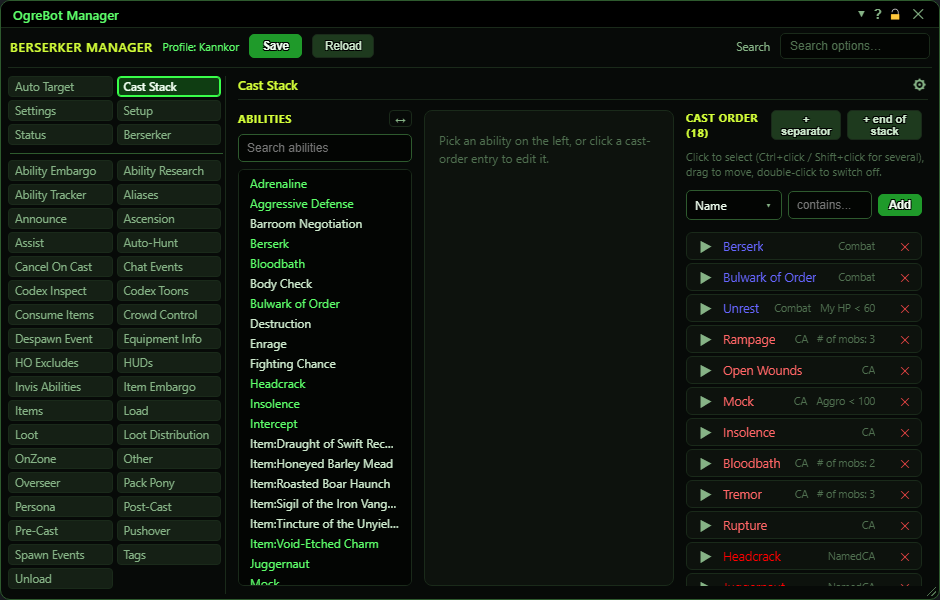 OgreBot Manager
▼ ?
BERSERKER MANAGER Profile: Kannkor Save Reload Search Search options...
Auto Target
Cast Stack
Settings
Setup
Status
Berserker
Ability Embargo
Ability Research
Ability Tracker
Aliases
Announce
Ascension
Assist
Auto-Hunt
Cancel On Cast
Chat Events
Codex Inspect
Codex Toons
Consume Items
Crowd Control
Despawn Event
Equipment Info
HO Excludes
HUDs
Invis Abilities
Item Embargo
Items
Load
Loot
Loot Distribution
OnZone
Other
Overseer
Pack Pony
Persona
Post-Cast
Pre-Cast
Pushover
Spawn Events
Tags
Unload
Cast Stack
ABILITIES ↔
Search abilities
Adrenaline
Aggressive Defense
Barroom Negotiation
Berserk
Bloodbath
Body Check
Bulwark of Order
Destruction
Enrage
Fighting Chance
Headcrack
Insolence
Intercept
Item:Draught of Swift Rec...
Item:Honeyed Barley Mead
Item:Roasted Boar Haunch
Item:Sigil of the Iron Vang...
Item:Tincture of the Unyiel...
Item:Void-Etched Charm
Juggernaut
Mock
Pick an ability on the left, or click a cast-
order entry to edit it.
CAST ORDER
(18)
+
separator
+ end of
stack
Click to select (Ctrl+click / Shift+click for several),
drag to move, double-click to switch off.
Name contains... Add
Berserk Combat ✕
Bulwark of Order Combat ✕
Unrest Combat My HP < 60 ✕
Rampage CA # of mobs: 3 ✕
Open Wounds CA ✕
Mock CA Aggro < 100 ✕
Insolence CA ✕
Bloodbath CA # of mobs: 2 ✕
Tremor CA # of mobs: 3 ✕
Rupture CA ✕
Headcrack NamedCA ✕
Juggernaut NamedCA ✕